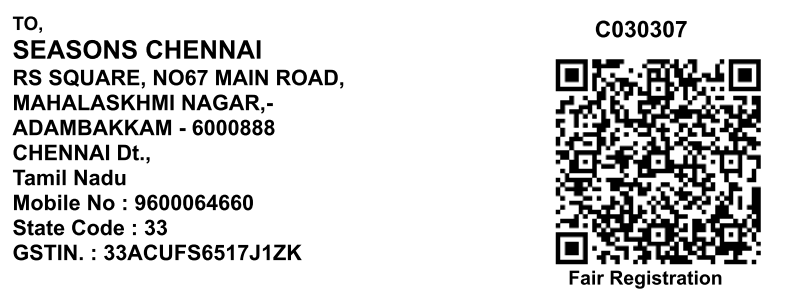 TO,
SEASONS CHENNAI
RS SQUARE, NO67 MAIN ROAD,
MAHALASKHMI NAGAR,-
ADAMBAKKAM - 6000888
CHENNAI Dt.,
Tamil Nadu
Mobile No : 9600064660
State Code : 33
GSTIN. : 33ACUFS6517J1ZK
C030307
Fair Registration